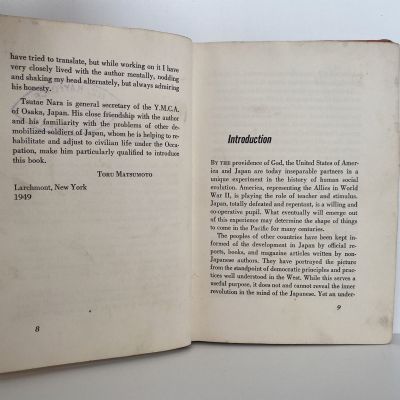 have tried to translate, but while working on it I have
very closely lived with the author mentally, nodding
and shaking my head alternately, but always admiring
his honesty.
Tsutae Nara is general secretary of the Y.M.C.A.
of Osaka, Japan. His close friendship with the author
and his familiarity with the problems of other de-
mobilized soldiers of Japan, whom he is helping to re-
habilitate and adjust to civilian life under the Occu-
pation, make him particularly qualified to introduce
this book.
TORU MATSUMOTO
Larchmont, New York
1949
8
Introduction
BY THE providence of God, the United States of Amer-
ica and Japan are today inseparable partners in a
unique experiment in the history of human social
evolution. America, representing the Allies in World
War II, is playing the role of teacher and stimulus.
Japan, totally defeated and repentant, is a willing and
co-operative pupil. What eventually will emerge out
of this experience may determine the shape of things
to come in the Pacific for many centuries.
The peoples of other countries have been kept in-
formed of the development in Japan by official re-
ports, books, and magazine articles written by non-
Japanese authors. They have portrayed the picture
from the standpoint of democratic principles and prac-
tices well understood in the West. While this serves a
useful purpose, it does not and cannot reveal the inner
revolution in the mind of the Japanese. Yet an under-
9